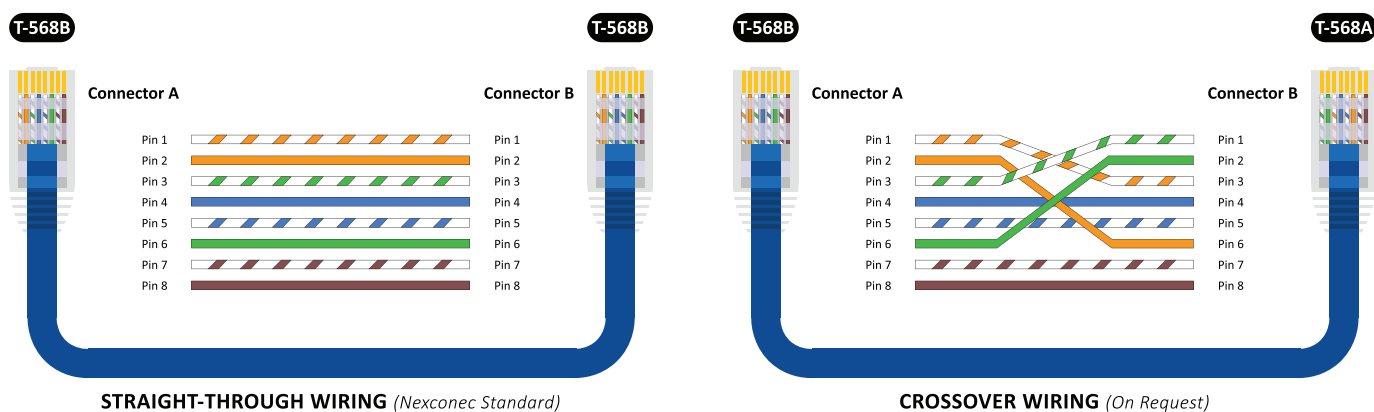 T-568B
T-568B
Connector A
Connector B
Pin 1 Pin 1
Pin 2 Pin 2
Pin 3 Pin 3
Pin 4 Pin 4
Pin 5 Pin 5
Pin 6 Pin 6
Pin 7 Pin 7
Pin 8 Pin 8
STRAIGHT-THROUGH WIRING (Nexconec Standard)
T-568B
T-568A
Connector A
Connector B
Pin 1 Pin 1
Pin 2 Pin 2
Pin 3 Pin 3
Pin 4 Pin 4
Pin 5 Pin 5
Pin 6 Pin 6
Pin 7 Pin 7
Pin 8 Pin 8
CROSSOVER WIRING (On Request)